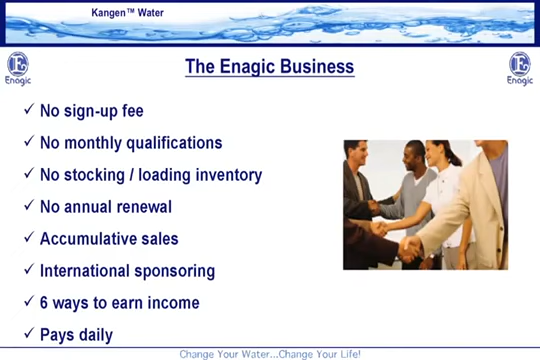 Kangen™ Water
Enagic
The Enagic Business
Enagic
✓ No sign-up fee
✓ No monthly qualifications
✓ No stocking / loading inventory
✓ No annual renewal
✓ Accumulative sales
✓ International sponsoring
✓ 6 ways to earn income
✓ Pays daily
Change Your Water...Change Your Life!